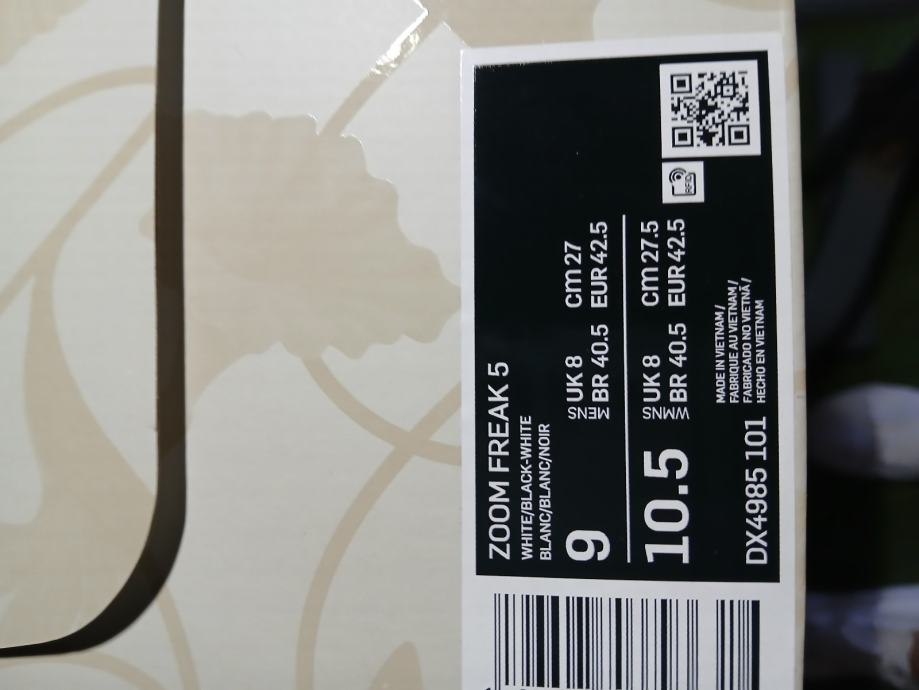 ZOOM FREAK 5
WHITE/BLACK-WHITE
BLANC/BLANC/NOIR
9
MENS
UK 8 cm 27
BR 40.5 EUR 42.5
10.5
WMNS
UK 8 cm 27.5
BR 40.5 EUR 42.5
RFID
DX4985 101
MADE IN VIETNAM/
FABRIQUE AU VIETNAM/
FABRICADO NO VIETNÃ/
HECHO EN VIETNAM